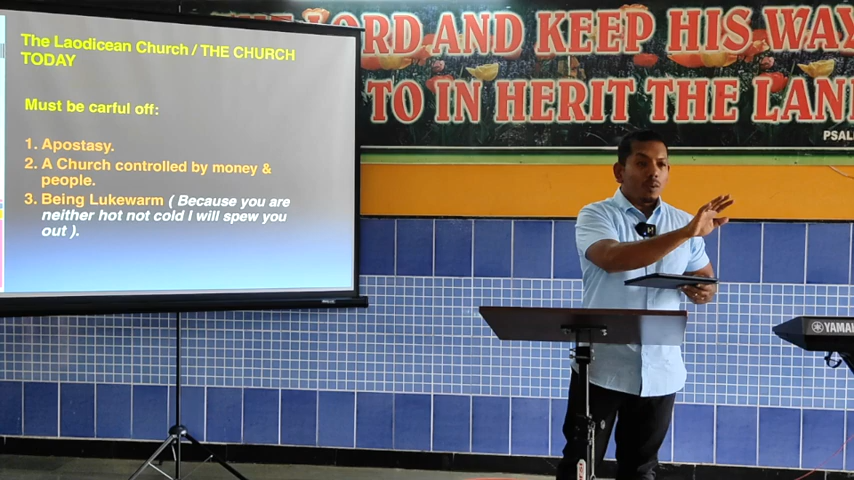 The Laodicean Church / THE CHURCH
TODAY
Must be carful off:
1. Apostasy.
2. A Church controlled by money &
people.
3. Being Lukewarm ( Because you are
neither hot not cold I will spew you
out ).
LORD AND KEEP HIS WAY
TO IN HERIT THE LAN
PSAL
YAMAH